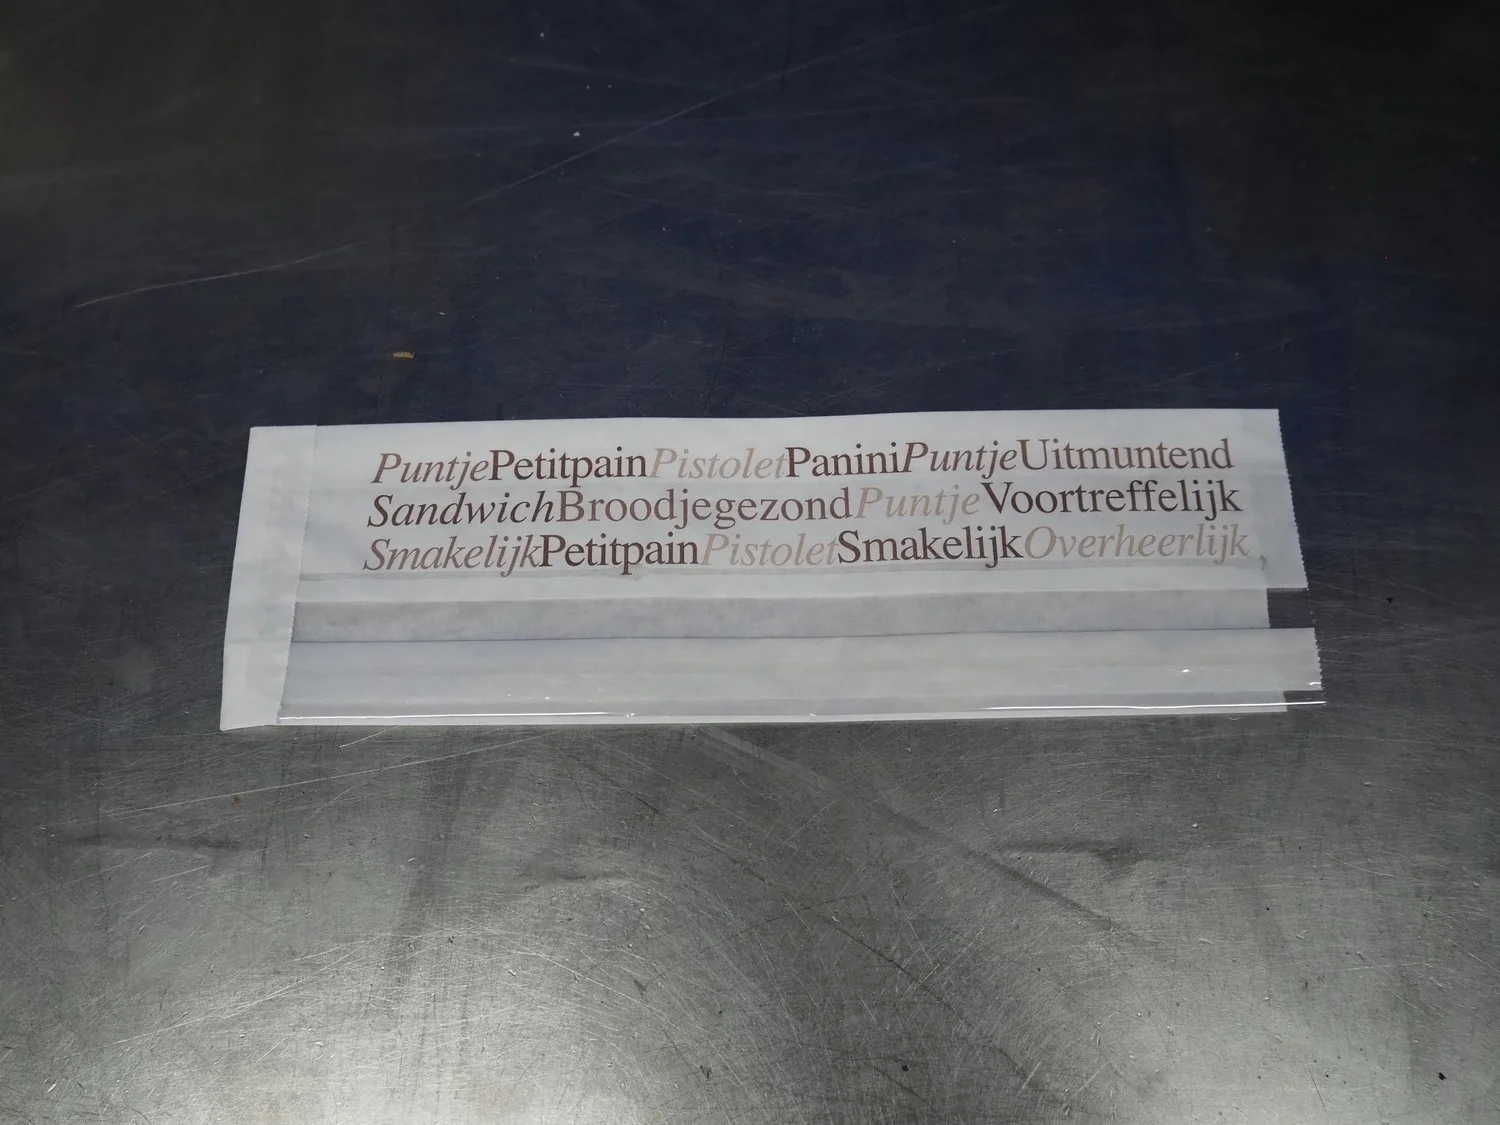 PuntjePetitpainPistoletPaniniPuntjeUitmuntend
SandwichBroodjegezondPuntjeVoortreffelijk
SmakelijkPetitpainPistoletSmakelijkOverheerlijk